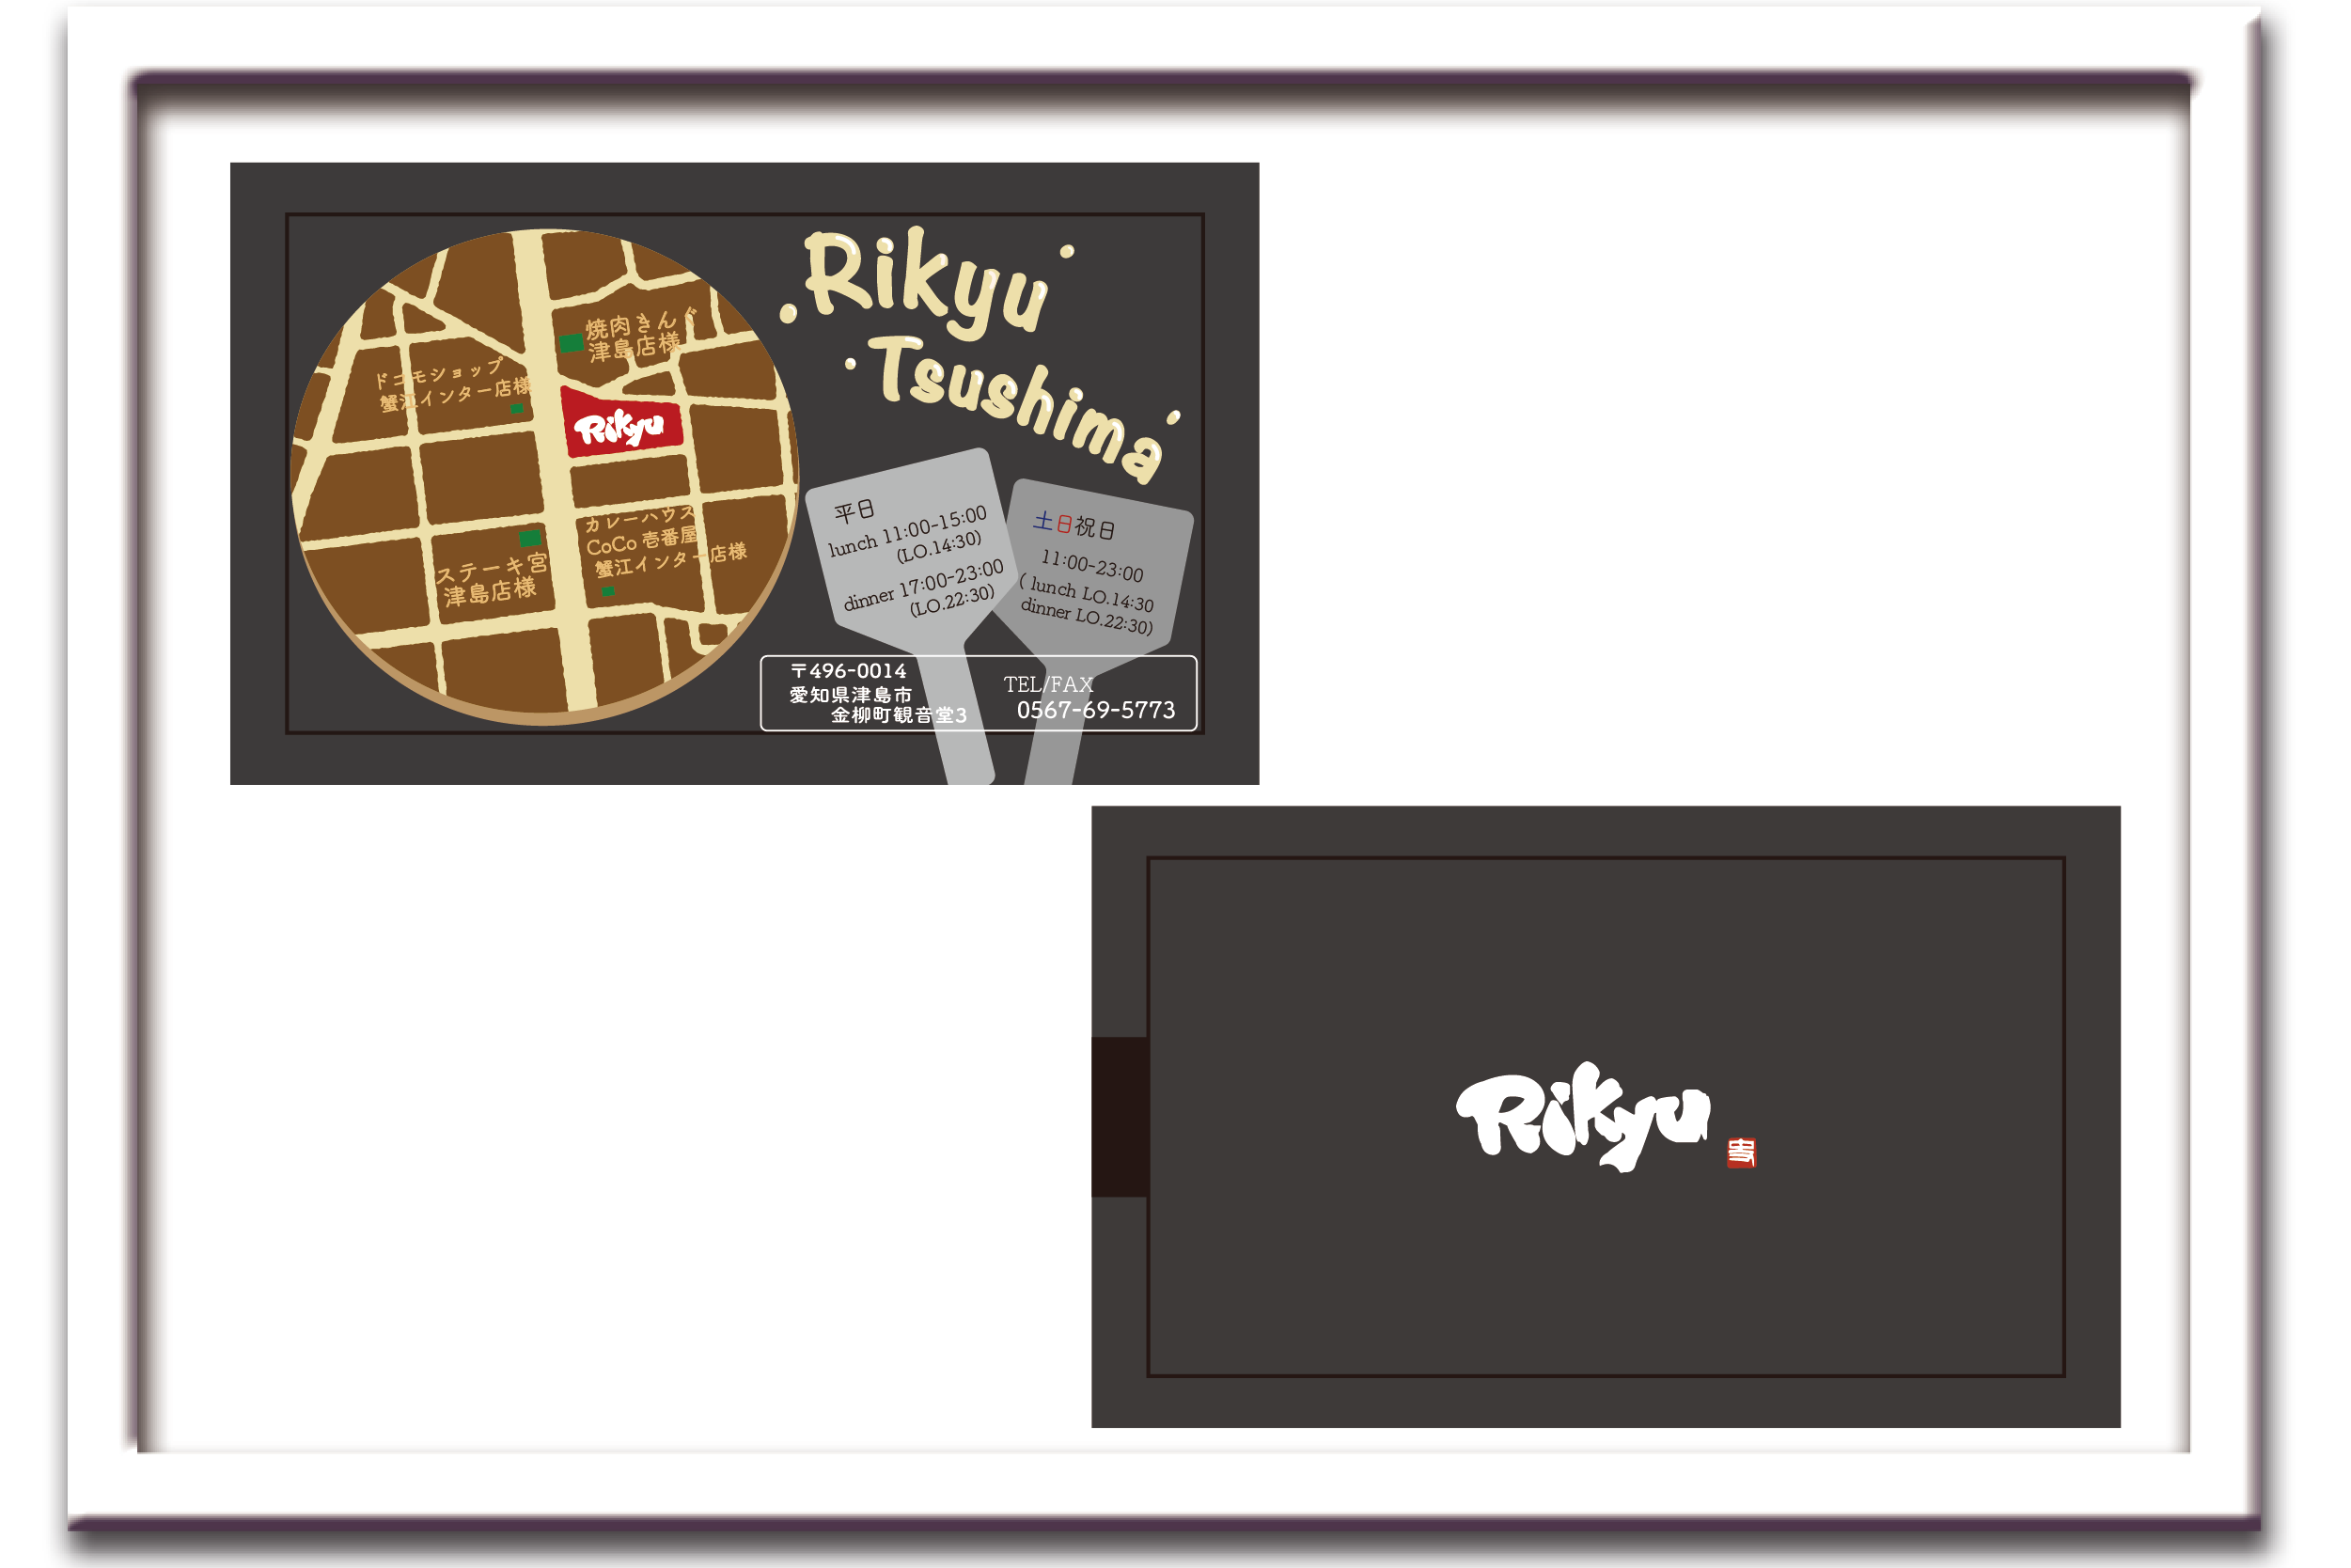 Rikyu
Tsushima
焼肉きんぐ
津島店様
ドコモショップ
蟹江インター店様
Rikyu
カレーハウス
CoCo 壱番屋
蟹江インター店様
ステーキ宮
津島店様
平日
lunch 11:00-15:00
(LO.14:30)
dinner 17:00-23:00
(LO.22:30)
土日祝日
11:00-23:00
( lunch LO.14:30
dinner LO.22:30)
〒496-0014
愛知県津島市
金柳町観音堂3
TEL/FAX
0567-69-5773
Rikyu